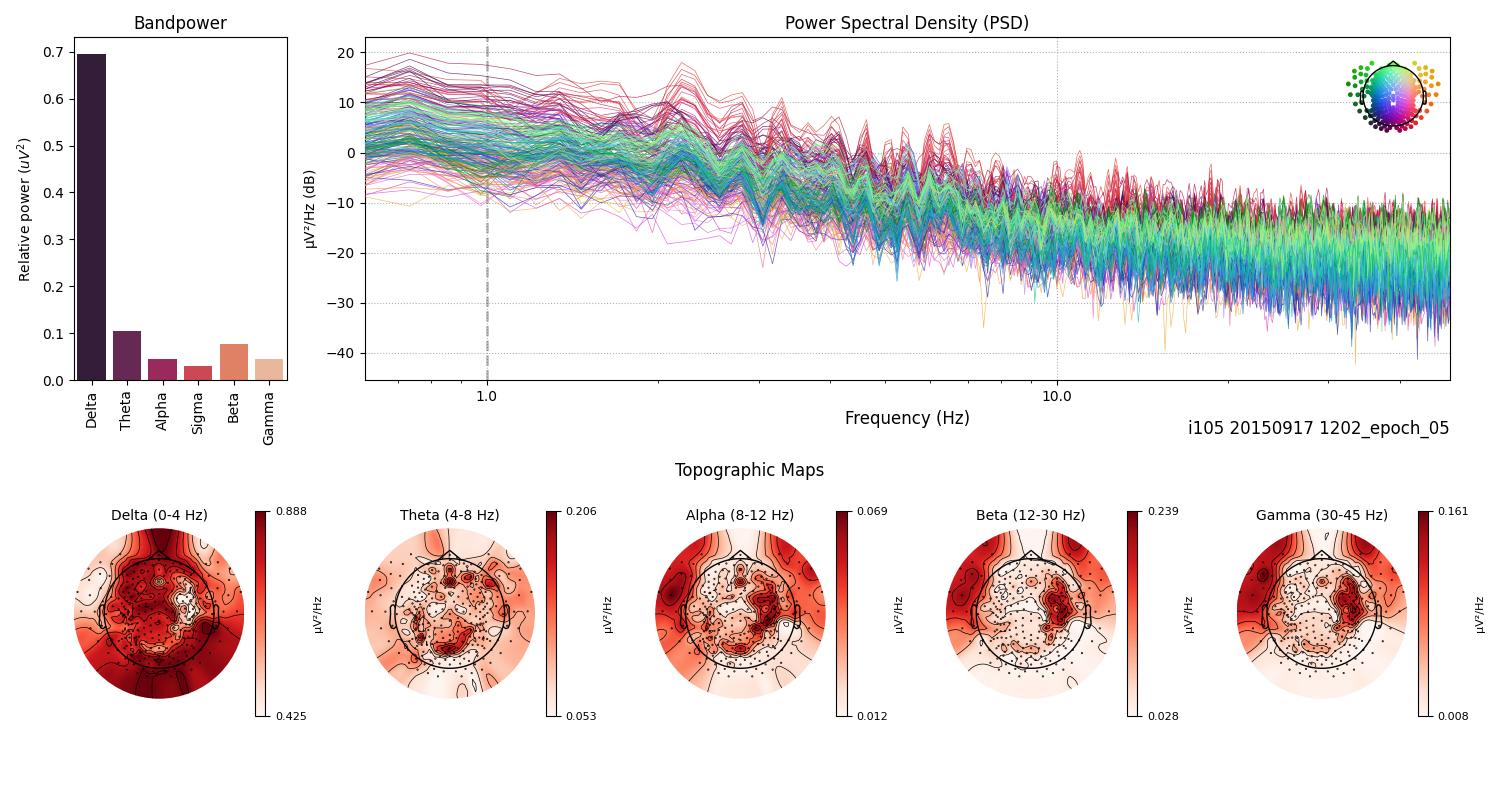 Bandpower
Power Spectral Density (PSD)
Relative power (uV²)
0.7
0.6
0.5
0.4
0.3
0.2
0.1
0.0
Delta
Theta
Alpha
Sigma
Beta
Gamma
µV²/Hz (dB)
20
10
0
−10
−20
−30
−40
1.0
10.0
Frequency (Hz)
i105 20150917 1202_epoch_05
Topographic Maps
Delta (0-4 Hz)
0.888
0.425
µV²/Hz
Theta (4-8 Hz)
0.206
0.053
µV²/Hz
Alpha (8-12 Hz)
0.069
0.012
µV²/Hz
Beta (12-30 Hz)
0.239
0.028
µV²/Hz
Gamma (30-45 Hz)
0.161
0.008
µV²/Hz